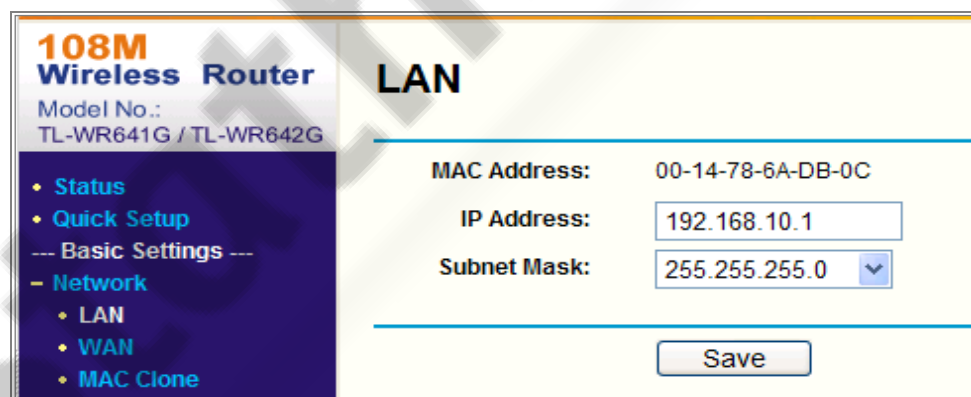 108M
Wireless Router
Model No.:
TL-WR641G / TL-WR642G
• Status
• Quick Setup
--- Basic Settings ---
– Network
• LAN
• WAN
• MAC Clone
LAN
MAC Address: 00-14-78-6A-DB-0C
IP Address: 192.168.10.1
Subnet Mask: 255.255.255.0
Save